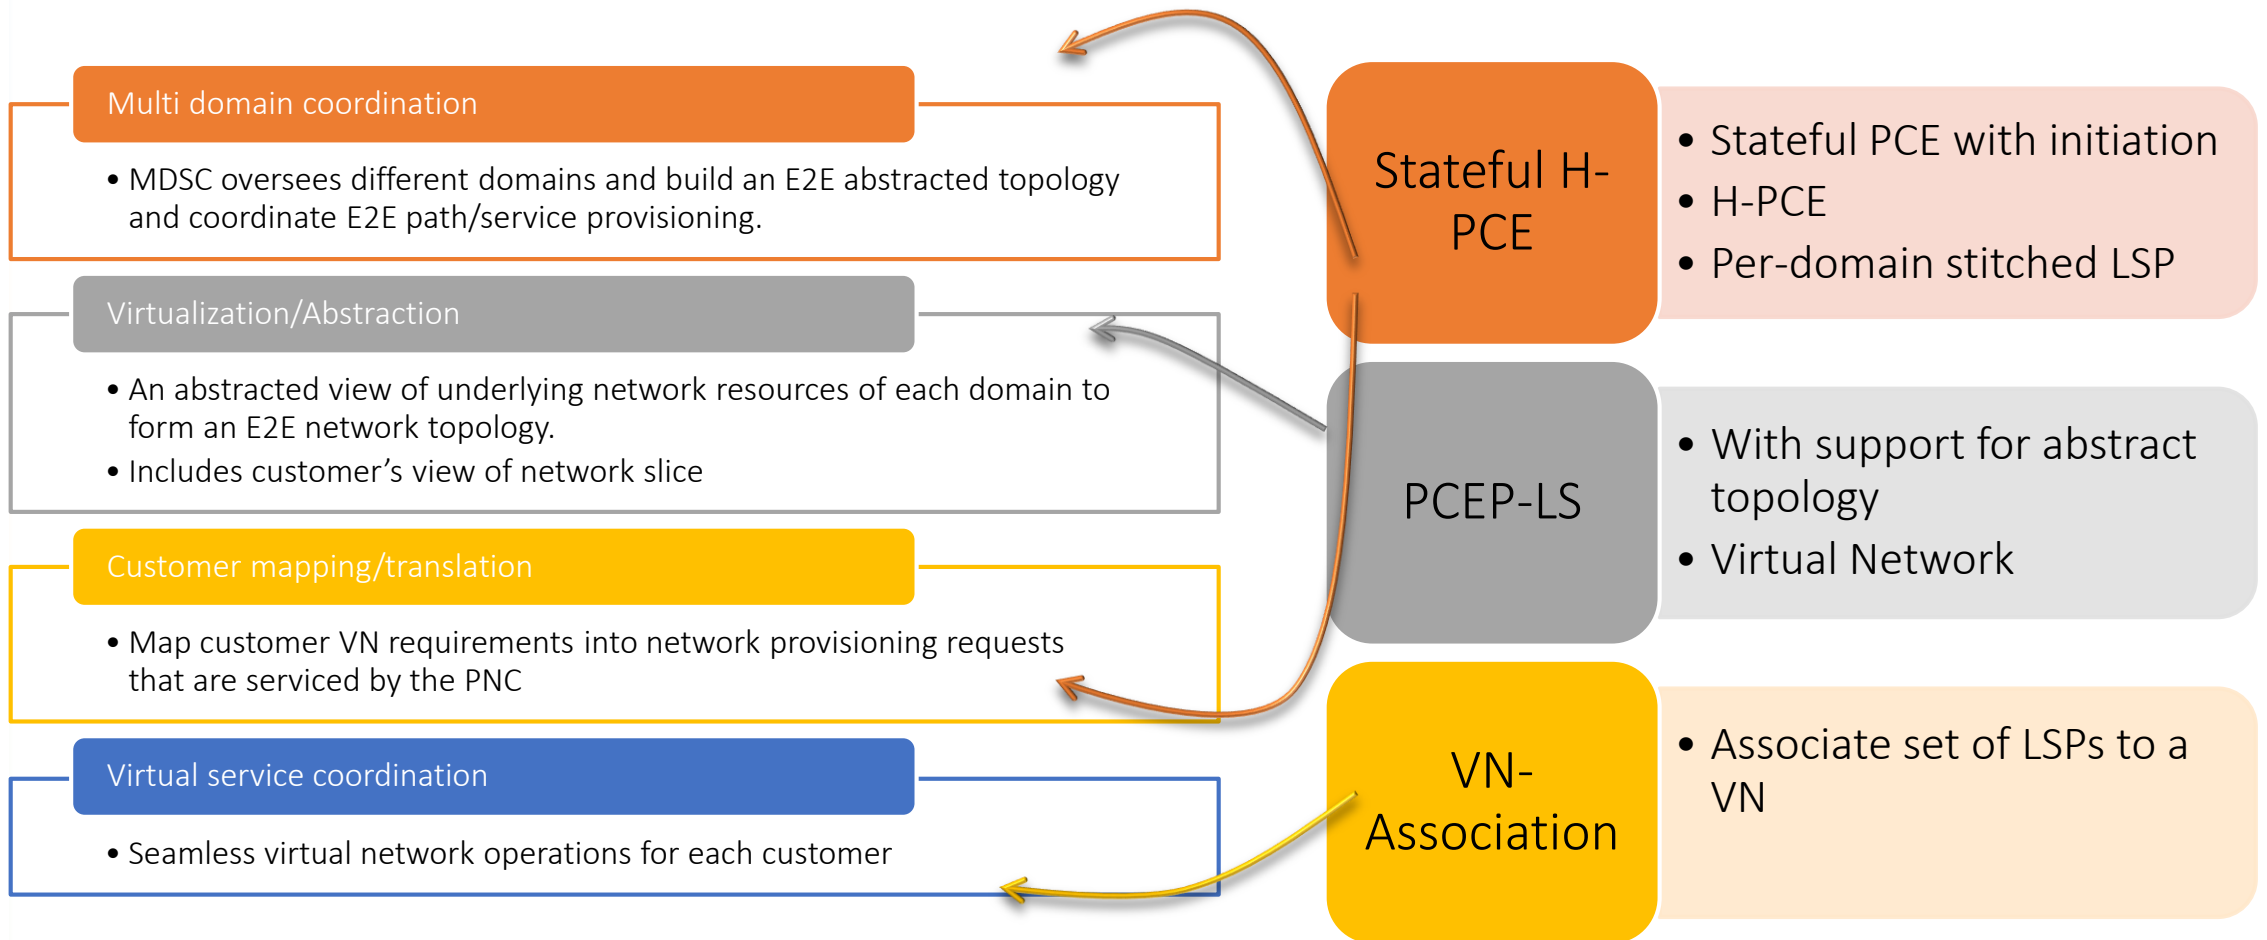 Multi domain coordination
• MDSC oversees different domains and build an E2E abstracted topology
and coordinate E2E path/service provisioning.
Virtualization/Abstraction
• An abstracted view of underlying network resources of each domain to
form an E2E network topology.
• Includes customer’s view of network slice
Customer mapping/translation
• Map customer VN requirements into network provisioning requests
that are serviced by the PNC
Virtual service coordination
• Seamless virtual network operations for each customer
Stateful H-
PCE
• Stateful PCE with initiation
• H-PCE
• Per-domain stitched LSP
PCEP-LS
• With support for abstract
topology
• Virtual Network
VN-
Association
• Associate set of LSPs to a
VN